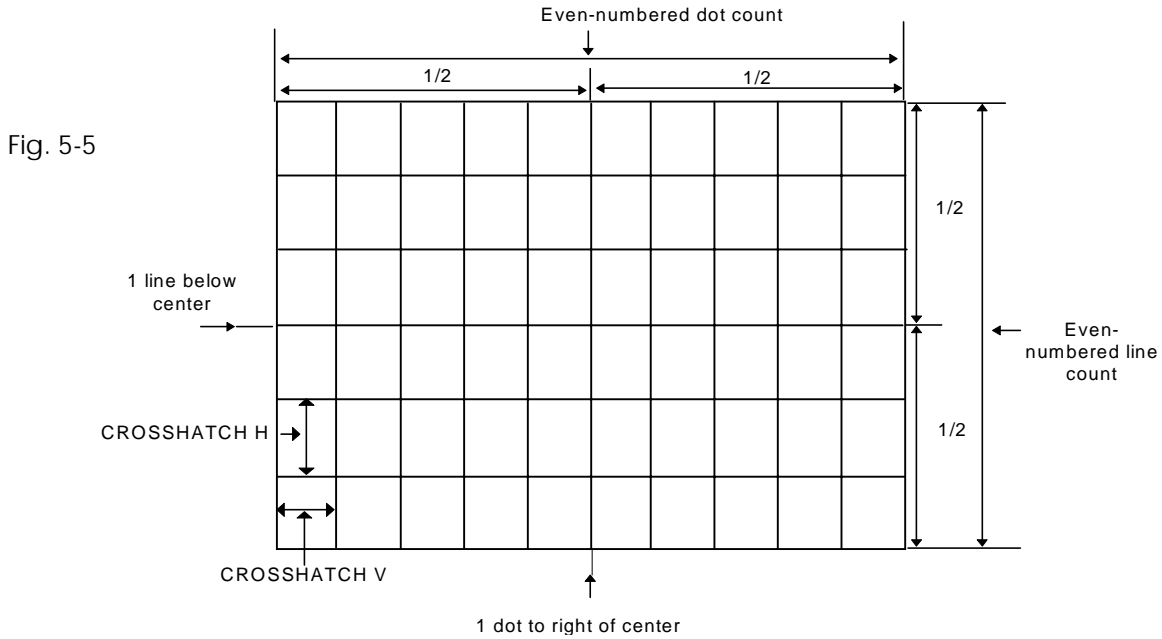 Even-numbered dot count
1/2
1/2
Fig. 5-5
1/2
1 line below
center
Even-
numbered line
count
CROSSHATCH H
1/2
CROSSHATCH V
1 dot to right of center